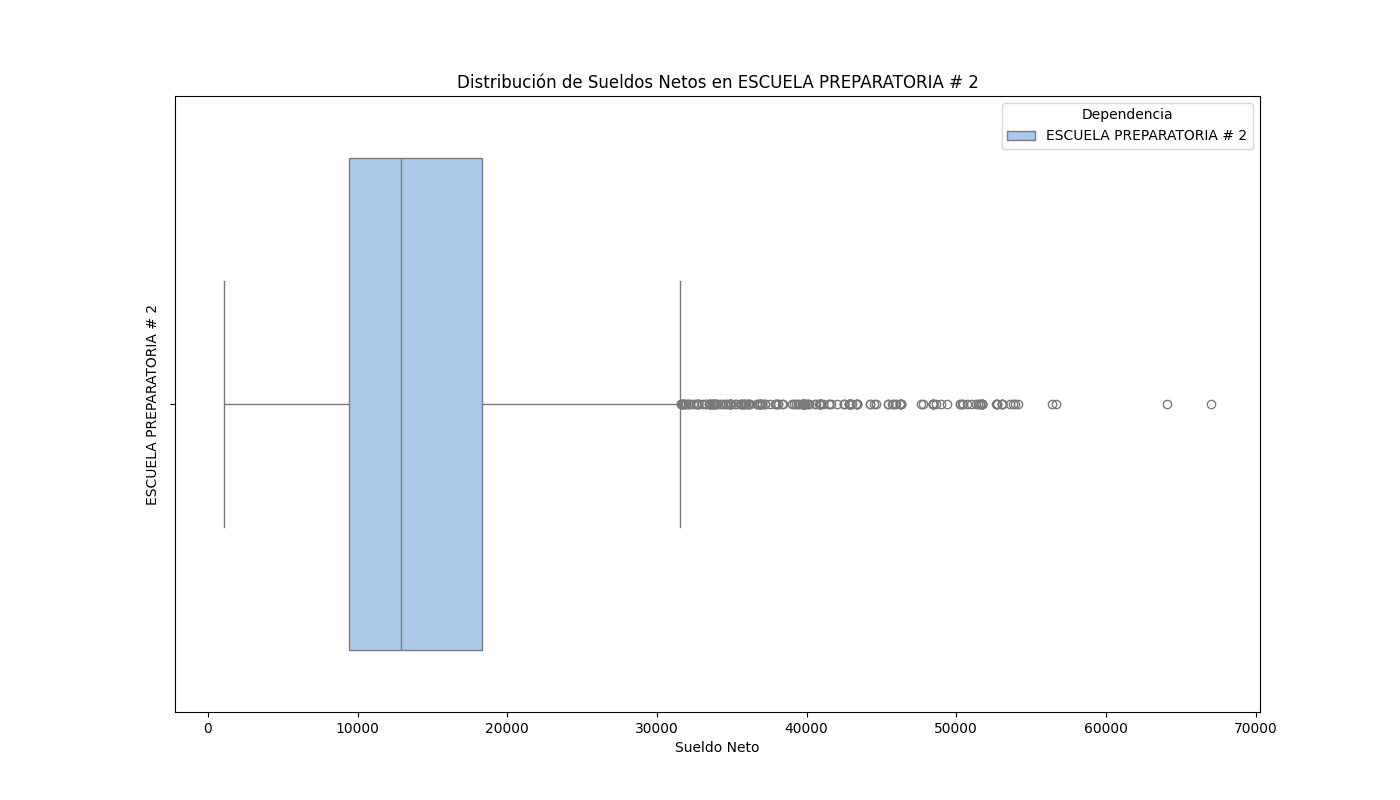 Distribución de Sueldos Netos en ESCUELA PREPARATORIA # 2
Dependencia
ESCUELA PREPARATORIA # 2
ESCUELA PREPARATORIA # 2
0 10000 20000 30000 40000 50000 60000 70000
Sueldo Neto